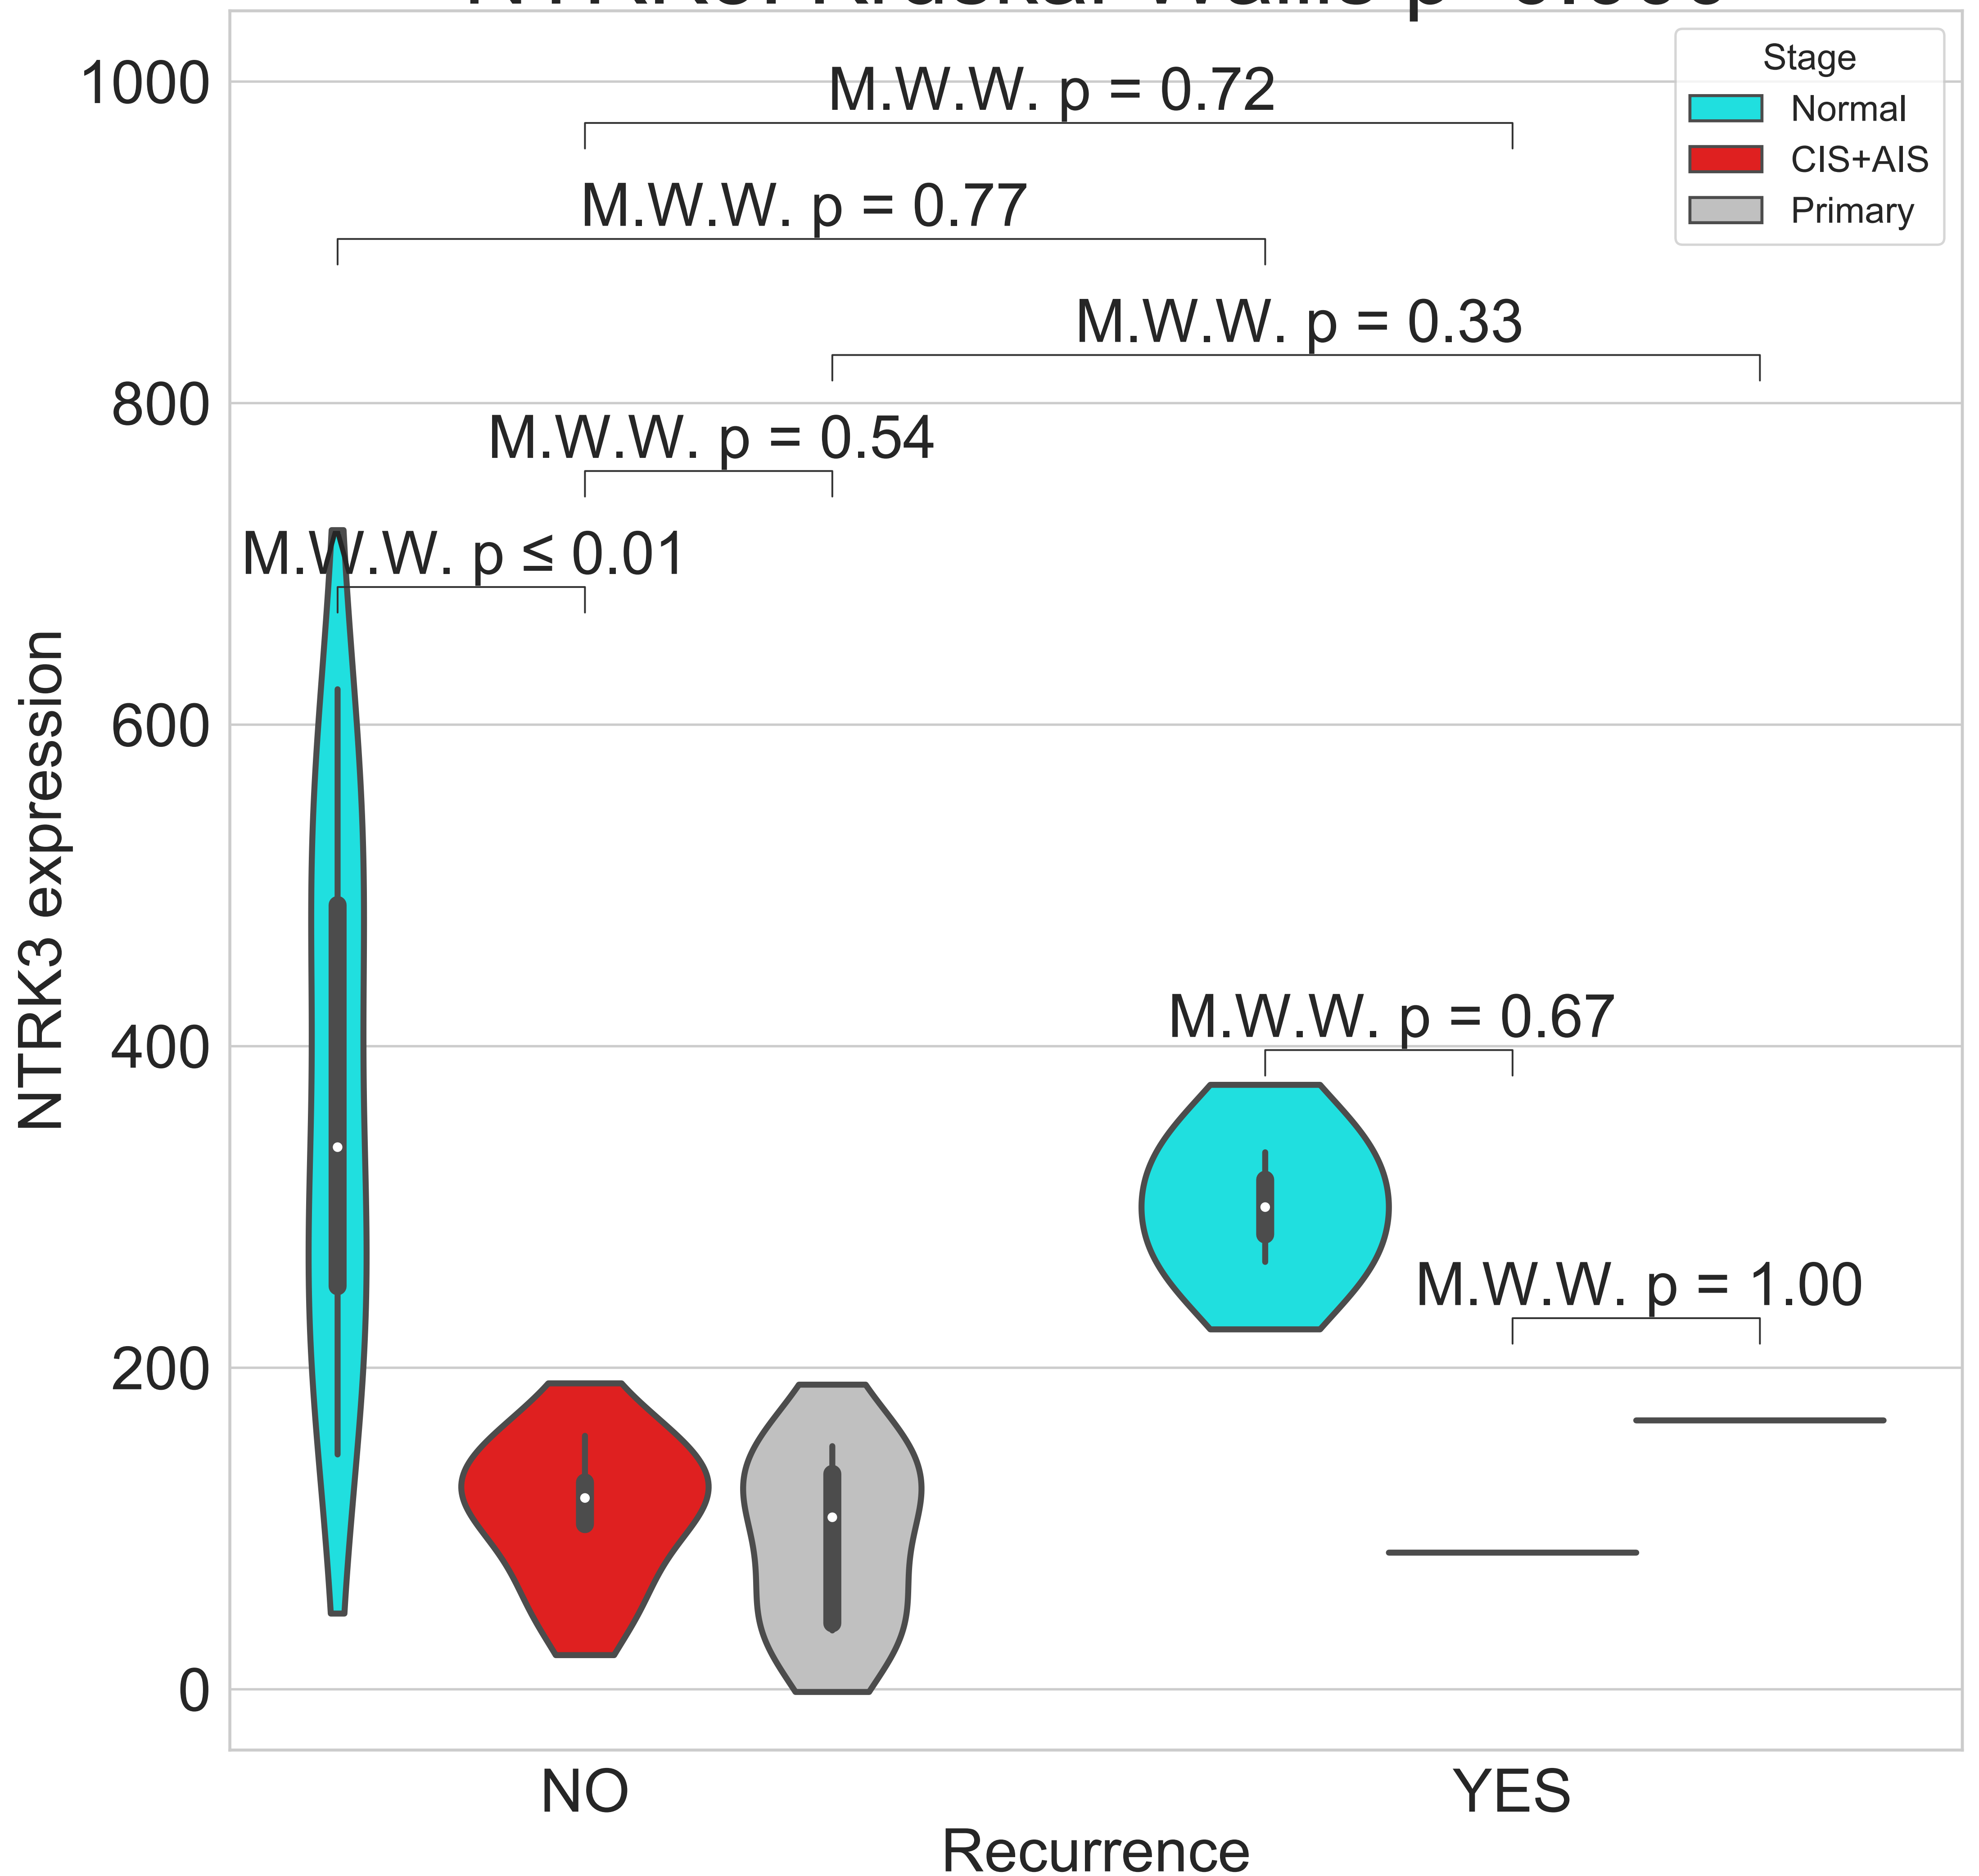 1000
800
600
400
200
0
NTRK3 expression
M.W.W. p = 0.72
M.W.W. p = 0.77
M.W.W. p = 0.33
M.W.W. p = 0.54
M.W.W. p ≤ 0.01
M.W.W. p = 0.67
M.W.W. p = 1.00
Stage
Normal
CIS+AIS
Primary
NO
YES
Recurrence